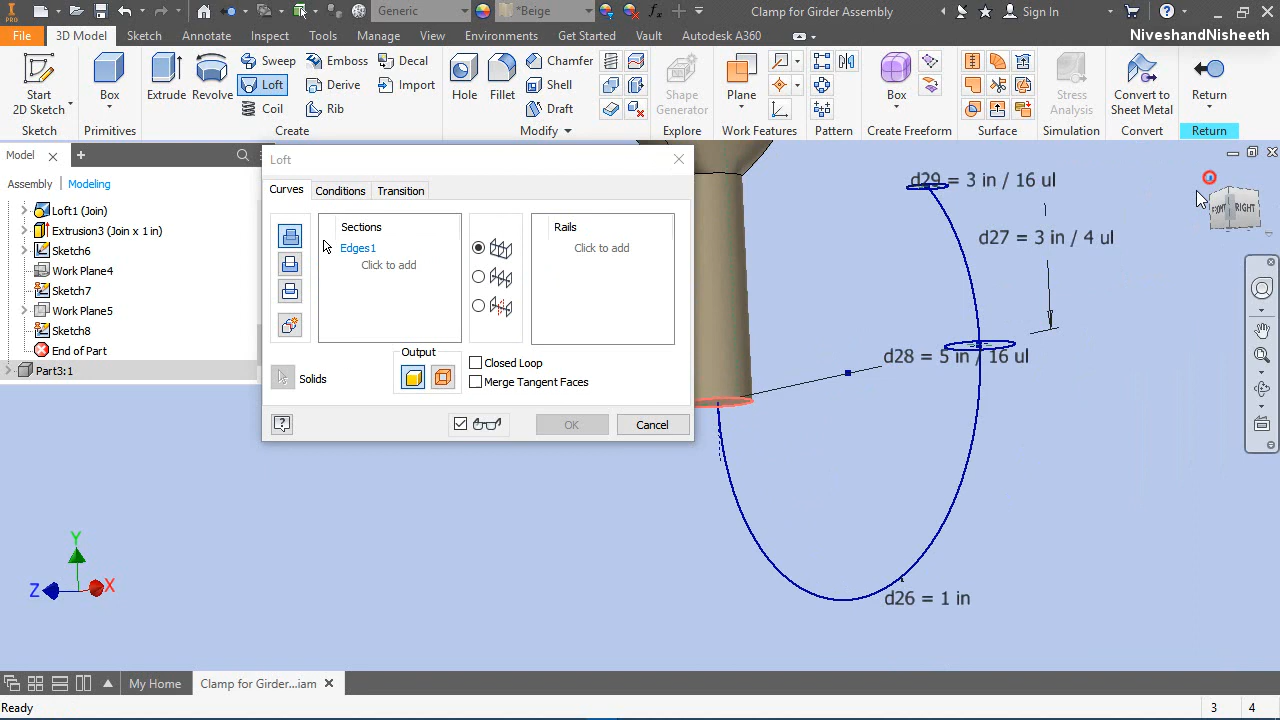 PRO
Generic
*Beige
fx
Clamp for Girder Assembly
Sign In
File
3D Model
Sketch
Annotate
Inspect
Tools
Manage
View
Environments
Get Started
Vault
Autodesk A360
NiveshandNisheeth
Start
2D Sketch
Sketch
Box
Primitives
Extrude
Revolve
Sweep
Loft
Coil
Emboss
Derive
Rib
Decal
Import
Create
Hole
Fillet
Chamfer
Shell
Draft
Modify
Shape
Generator
Explore
Plane
Work Features
Pattern
Box
Create Freeform
Surface
Stress
Analysis
Simulation
Convert to
Sheet Metal
Convert
Return
Return
Model
Assembly
Modeling
Loft1 (Join)
Extrusion3 (Join x 1 in)
Sketch6
Work Plane4
Sketch7
Work Plane5
Sketch8
End of Part
Part3:1
Loft
Curves
Conditions
Transition
Sections
Edges1
Click to add
Rails
Click to add
Output
Solids
Closed Loop
Merge Tangent Faces
OK
Cancel
d29 = 3 in / 16 ul
d27 = 3 in / 4 ul
d28 = 5 in / 16 ul
d26 = 1 in
FRONT
RIGHT
Y
Z
X
My Home
Clamp for Girder...iam
Ready
3
4